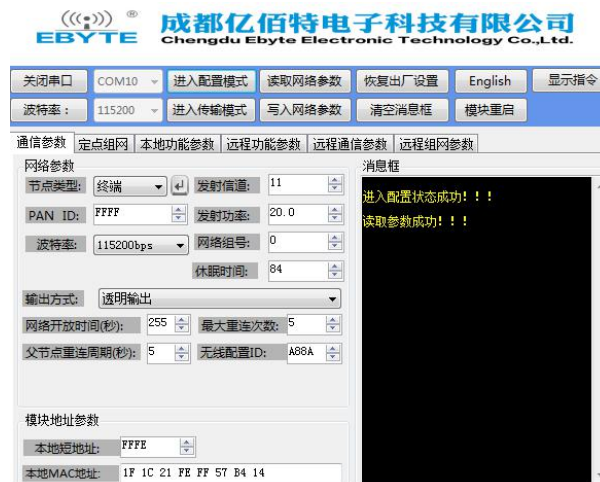 ((·)) ®
EBYTE 成都亿佰特电子科技有限公司
Chengdu Ebyte Electronic Technology Co.,Ltd.
关闭串口 COM10 进入配置模式 读取网络参数 恢复出厂设置 English 显示指令
波特率： 115200 进入传输模式 写入网络参数 清空消息框 模块重启
通信参数 定点组网 本地功能参数 远程功能参数 远程通信参数 远程组网参数
网络参数 消息框
节点类型: 终端 发射信道: 11
进入配置状态成功！！！
PAN ID: FFFF 发射功率: 20.0
读取参数成功！！！
波特率: 115200bps 网络组号: 0
休眠时间: 84
输出方式: 透明输出
网络开放时间(秒): 255 最大重连次数: 5
父节点重连周期(秒): 5 无线配置ID: A88A
模块地址参数
本地短地址: FFFE
本地MAC地址: 1F 1C 21 FE FF 57 B4 14